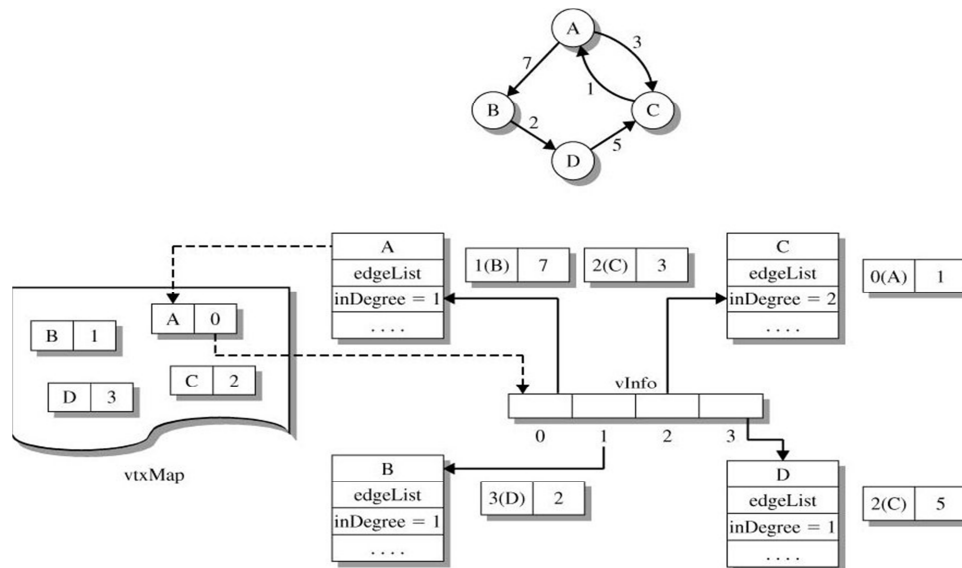 A
3
7
1
B
C
2
5
D
A
edgeList
inDegree = 1
. . . .
1(B) 7
2(C) 3
C
edgeList
inDegree = 2
. . . .
0(A) 1
A 0
B 1
C 2
D 3
vtxMap
vInfo
0 1 2 3
B
edgeList
inDegree = 1
. . . .
3(D) 2
D
edgeList
inDegree = 1
. . . .
2(C) 5